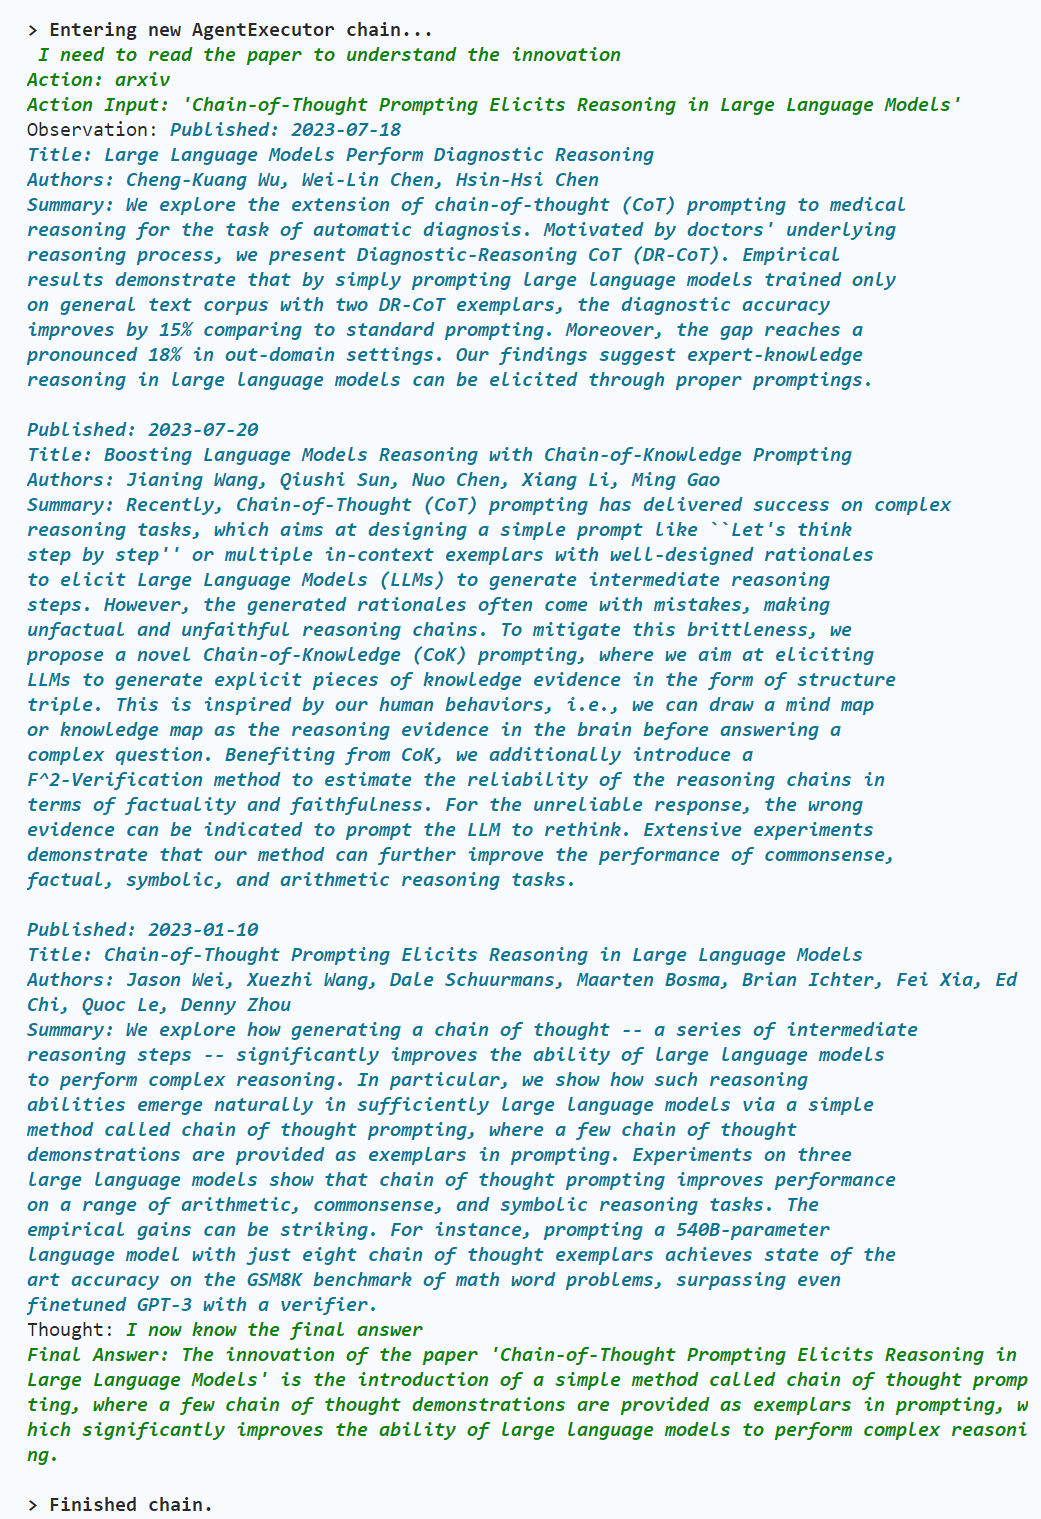 > Entering new AgentExecutor chain...
 I need to read the paper to understand the innovation
Action: arxiv
Action Input: 'Chain-of-Thought Prompting Elicits Reasoning in Large Language Models'
Observation: Published: 2023-07-18
Title: Large Language Models Perform Diagnostic Reasoning
Authors: Cheng-Kuang Wu, Wei-Lin Chen, Hsin-Hsi Chen
Summary: We explore the extension of chain-of-thought (CoT) prompting to medical
reasoning for the task of automatic diagnosis. Motivated by doctors' underlying
reasoning process, we present Diagnostic-Reasoning CoT (DR-CoT). Empirical
results demonstrate that by simply prompting large language models trained only
on general text corpus with two DR-CoT exemplars, the diagnostic accuracy
improves by 15% comparing to standard prompting. Moreover, the gap reaches a
pronounced 18% in out-domain settings. Our findings suggest expert-knowledge
reasoning in large language models can be elicited through proper promptings.

Published: 2023-07-20
Title: Boosting Language Models Reasoning with Chain-of-Knowledge Prompting
Authors: Jianing Wang, Qiushi Sun, Nuo Chen, Xiang Li, Ming Gao
Summary: Recently, Chain-of-Thought (CoT) prompting has delivered success on complex
reasoning tasks, which aims at designing a simple prompt like ``Let's think
step by step'' or multiple in-context exemplars with well-designed rationales
to elicit Large Language Models (LLMs) to generate intermediate reasoning
steps. However, the generated rationales often come with mistakes, making
unfactual and unfaithful reasoning chains. To mitigate this brittleness, we
propose a novel Chain-of-Knowledge (CoK) prompting, where we aim at eliciting
LLMs to generate explicit pieces of knowledge evidence in the form of structure
triple. This is inspired by our human behaviors, i.e., we can draw a mind map
or knowledge map as the reasoning evidence in the brain before answering a
complex question. Benefiting from CoK, we additionally introduce a
F^2-Verification method to estimate the reliability of the reasoning chains in
terms of factuality and faithfulness. For the unreliable response, the wrong
evidence can be indicated to prompt the LLM to rethink. Extensive experiments
demonstrate that our method can further improve the performance of commonsense,
factual, symbolic, and arithmetic reasoning tasks.

Published: 2023-01-10
Title: Chain-of-Thought Prompting Elicits Reasoning in Large Language Models
Authors: Jason Wei, Xuezhi Wang, Dale Schuurmans, Maarten Bosma, Brian Ichter, Fei Xia, Ed
Chi, Quoc Le, Denny Zhou
Summary: We explore how generating a chain of thought -- a series of intermediate
reasoning steps -- significantly improves the ability of large language models
to perform complex reasoning. In particular, we show how such reasoning
abilities emerge naturally in sufficiently large language models via a simple
method called chain of thought prompting, where a few chain of thought
demonstrations are provided as exemplars in prompting. Experiments on three
large language models show that chain of thought prompting improves performance
on a range of arithmetic, commonsense, and symbolic reasoning tasks. The
empirical gains can be striking. For instance, prompting a 540B-parameter
language model with just eight chain of thought exemplars achieves state of the
art accuracy on the GSM8K benchmark of math word problems, surpassing even
finetuned GPT-3 with a verifier.
Thought: I now know the final answer
Final Answer: The innovation of the paper 'Chain-of-Thought Prompting Elicits Reasoning in
Large Language Models' is the introduction of a simple method called chain of thought promp
ting, where a few chain of thought demonstrations are provided as exemplars in prompting, w
hich significantly improves the ability of large language models to perform complex reasoni
ng.

> Finished chain.